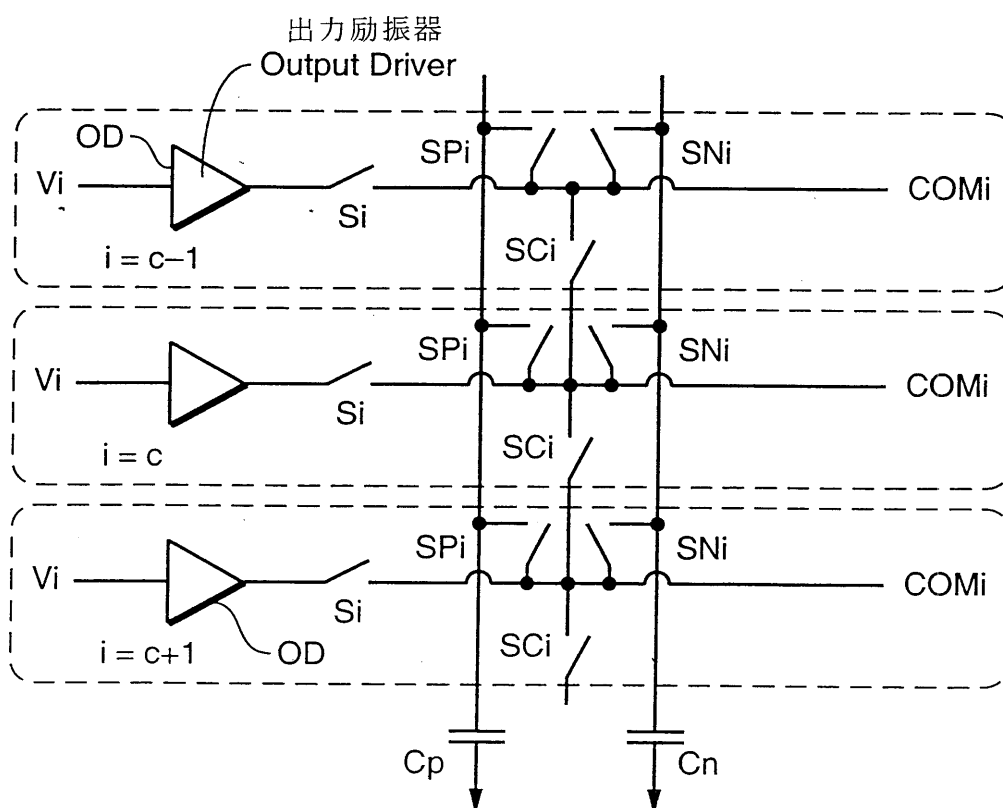 出力励振器
Output Driver
OD
SPi
SNi
Vi
Si
COMi
SCi
i = c−1
SPi
SNi
Vi
Si
COMi
SCi
i = c
SPi
SNi
Vi
Si
COMi
SCi
i = c+1
OD
Cp
Cn